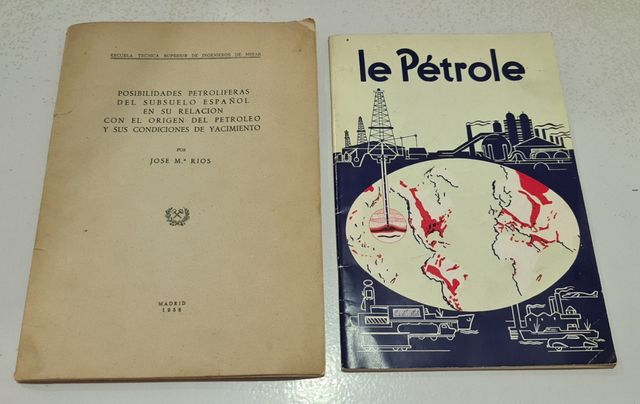 ESCUELA TECNICA SUPERIOR DE INGENIEROS DE MINAS
POSIBILIDADES PETROLIFERAS
DEL SUBSUELO ESPAÑOL
EN SU RELACION
CON EL ORIGEN DEL PETROLEO
Y SUS CONDICIONES DE YACIMIENTO
POR
JOSE M.ª RIOS
MADRID
1958
le Pétrole